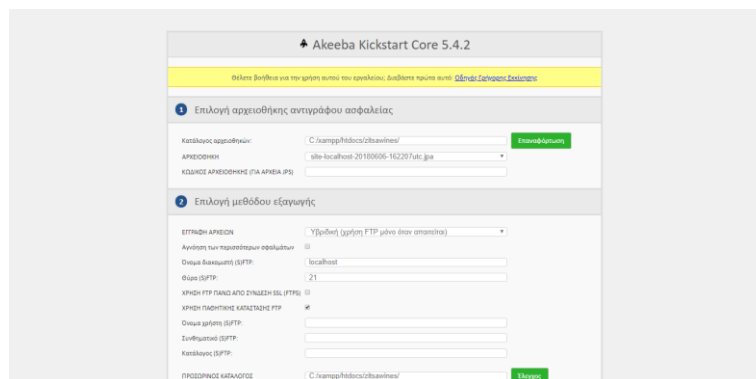 Akeeba Kickstart Core 5.4.2
Θέλετε βοήθεια για την χρήση αυτού του εργαλείου; Διαβάστε πρώτα αυτό: Οδηγός Γρήγορης Εκκίνησης
1 Επιλογή αρχειοθήκης αντιγράφου ασφαλείας
Κατάλογος αρχειοθηκών: C:/xampp/htdocs/zitsawines/ Επαναφόρτωση
ΑΡΧΕΙΟΘΗΚΗ site-localhost-20180606-162207utc.jpa
ΚΩΔΙΚΟΣ ΑΡΧΕΙΟΘΗΚΗΣ (ΓΙΑ ΑΡΧΕΙΑ JPS)
2 Επιλογή μεθόδου εξαγωγής
ΕΓΓΡΑΦΗ ΑΡΧΕΙΩΝ Υβριδική (χρήση FTP μόνο όταν απαιτείται)
Αγνόηση των περισσότερων σφαλμάτων
Όνομα διακομιστή (S)FTP: localhost
Θύρα (S)FTP: 21
ΧΡΗΣΗ FTP ΠΑΝΩ ΑΠΟ ΣΥΝΔΕΣΗ SSL (FTPS)
ΧΡΗΣΗ ΠΑΘΗΤΙΚΗΣ ΚΑΤΑΣΤΑΣΗΣ FTP
Όνομα χρήστη (S)FTP:
Συνθηματικό (S)FTP:
Κατάλογος (S)FTP:
ΠΡΟΣΩΡΙΝΟΣ ΚΑΤΑΛΟΓΟΣ C:/xampp/htdocs/zitsawines/ Έλεγχος